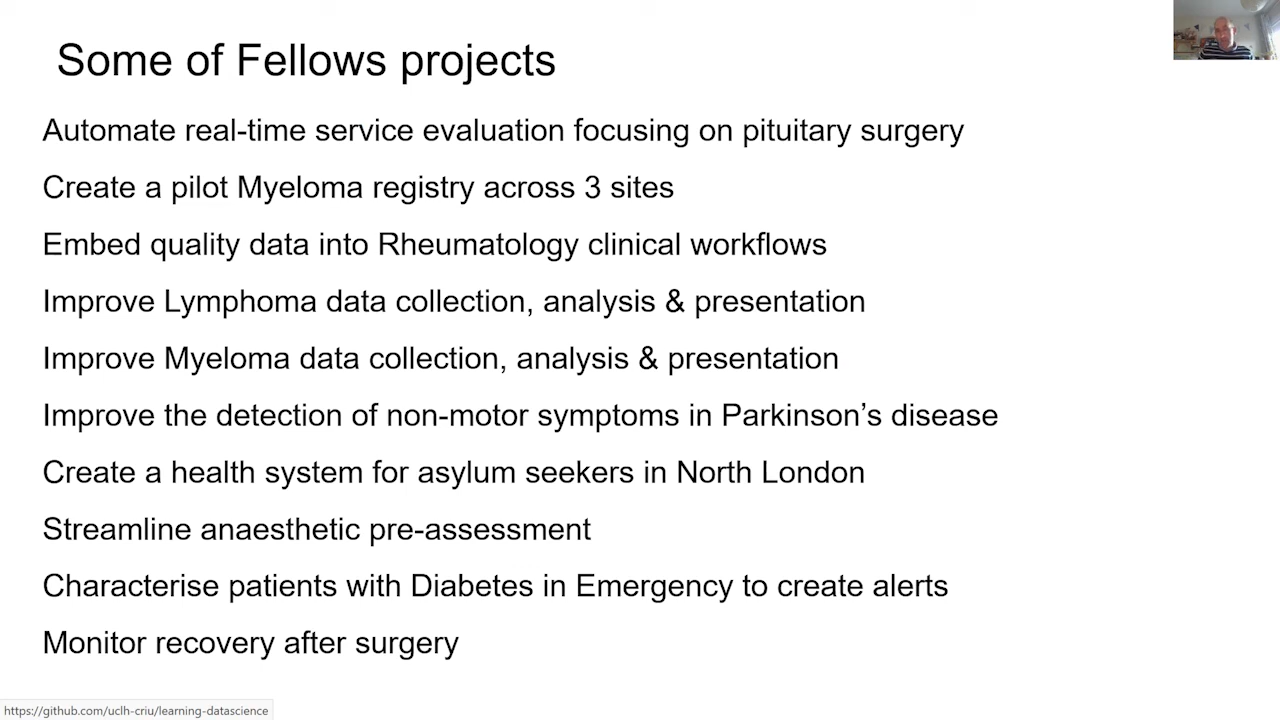 Some of Fellows projects
Automate real-time service evaluation focusing on pituitary surgery
Create a pilot Myeloma registry across 3 sites
Embed quality data into Rheumatology clinical workflows
Improve Lymphoma data collection, analysis & presentation
Improve Myeloma data collection, analysis & presentation
Improve the detection of non-motor symptoms in Parkinson’s disease
Create a health system for asylum seekers in North London
Streamline anaesthetic pre-assessment
Characterise patients with Diabetes in Emergency to create alerts
Monitor recovery after surgery
https://github.com/uclh-criu/learning-datascience